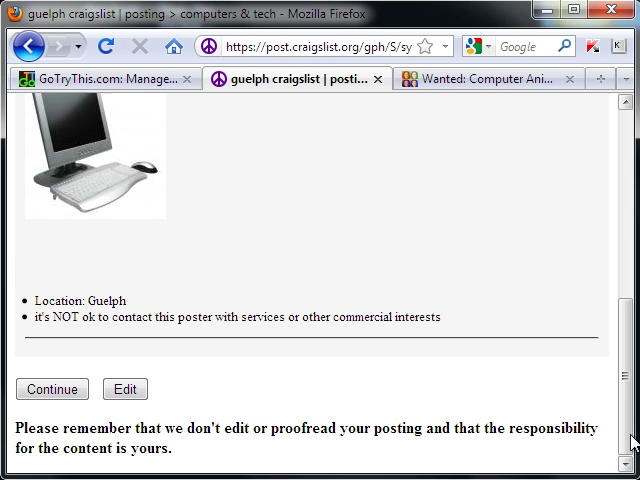 guelph craigslist | posting > computers & tech - Mozilla Firefox
https://post.craigslist.org/gph/S/sy
Google
GoTryThis.com: Manage...
guelph craigslist | posti...
Wanted: Computer Ani...
Location: Guelph
it's NOT ok to contact this poster with services or other commercial interests
Continue
Edit
Please remember that we don't edit or proofread your posting and that the responsibility
for the content is yours.